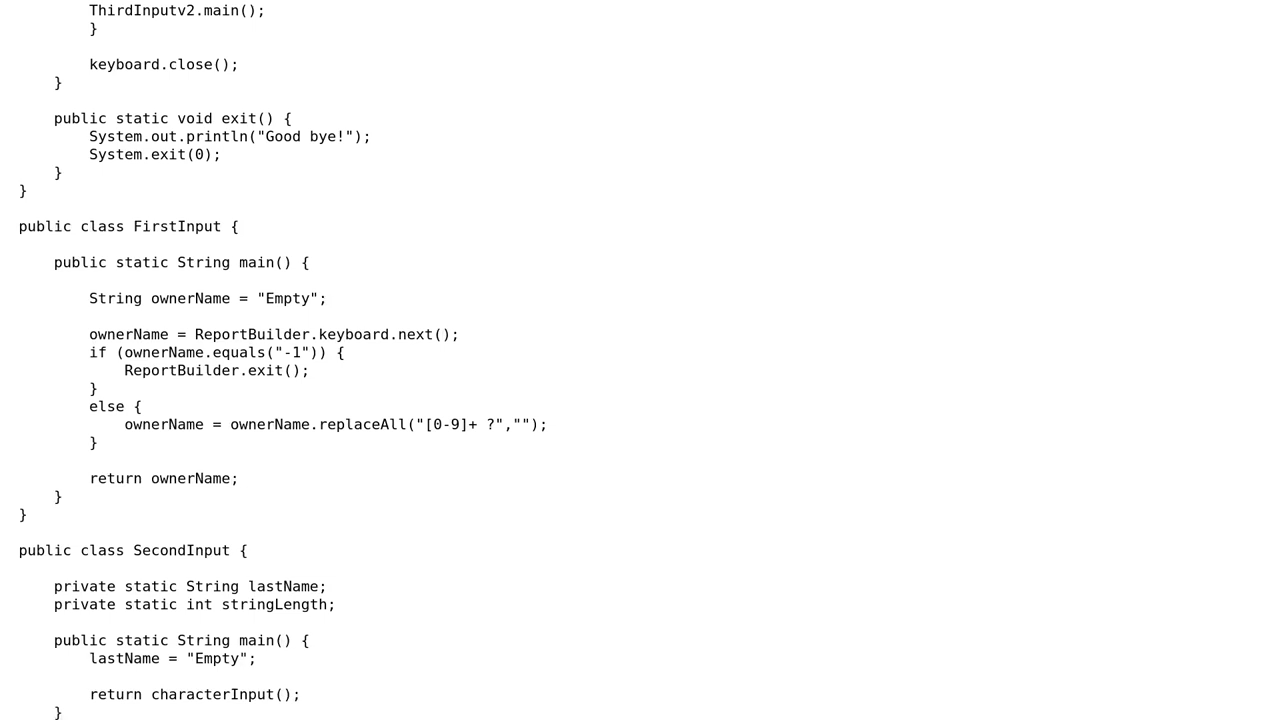 ThirdInputv2.main();
        }

        keyboard.close();
    }

    public static void exit() {
        System.out.println("Good bye!");
        System.exit(0);
    }
}

public class FirstInput {

    public static String main() {

        String ownerName = "Empty";

        ownerName = ReportBuilder.keyboard.next();
        if (ownerName.equals("-1")) {
            ReportBuilder.exit();
        }
        else {
            ownerName = ownerName.replaceAll("[0-9]+ ?","");
        }

        return ownerName;
    }
}

public class SecondInput {

    private static String lastName;
    private static int stringLength;

    public static String main() {
        lastName = "Empty";

        return characterInput();
    }